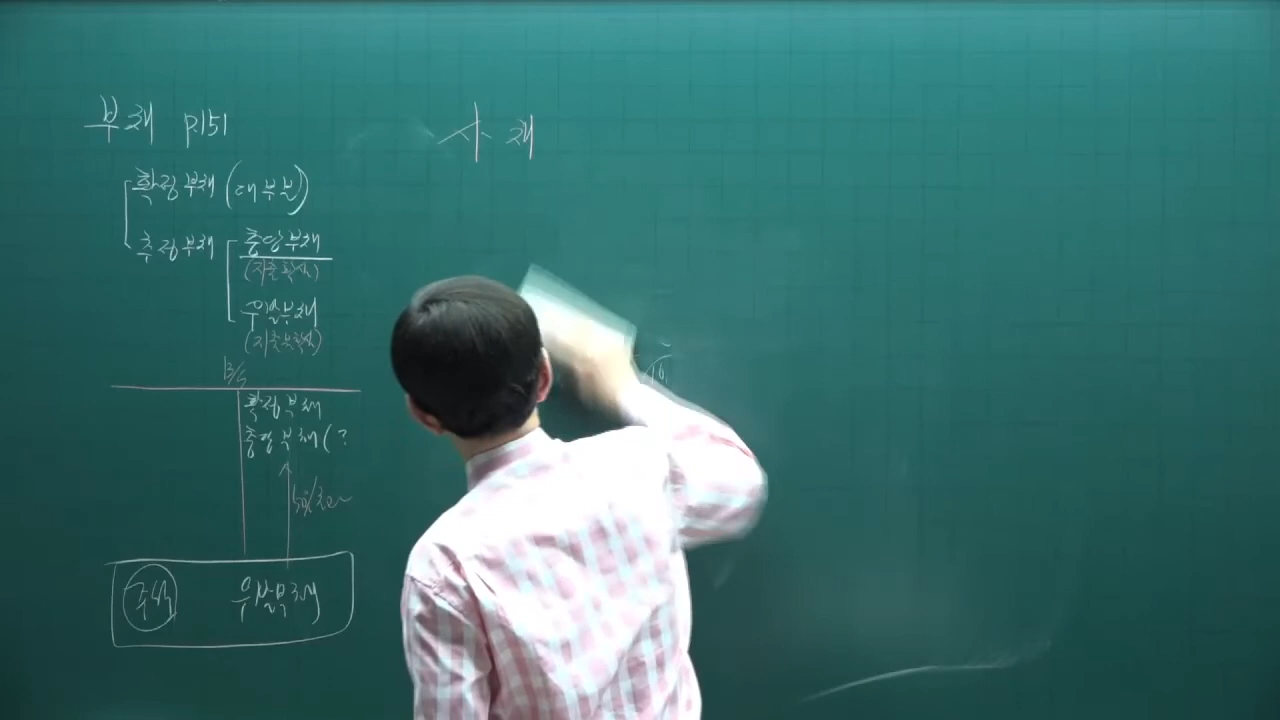 부채 P.151
확정부채 (대부분)
추정부채
충당부채
(지출확실)
우발부채
(지출불확실)
B/S
확정부채
충당부채 (?
주석
우발부채
사채